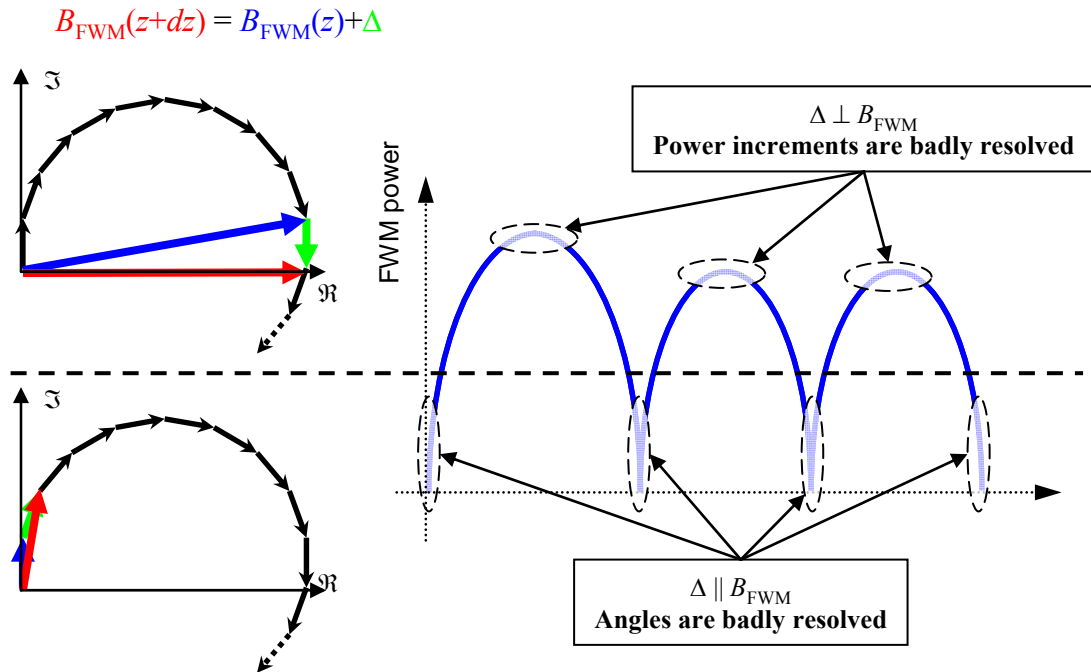 B_FWM(z+dz) = B_FWM(z)+Δ
ℑ
ℜ
Δ ⊥ B_FWM
Power increments are badly resolved
FWM power
ℑ
ℜ
Δ || B_FWM
Angles are badly resolved